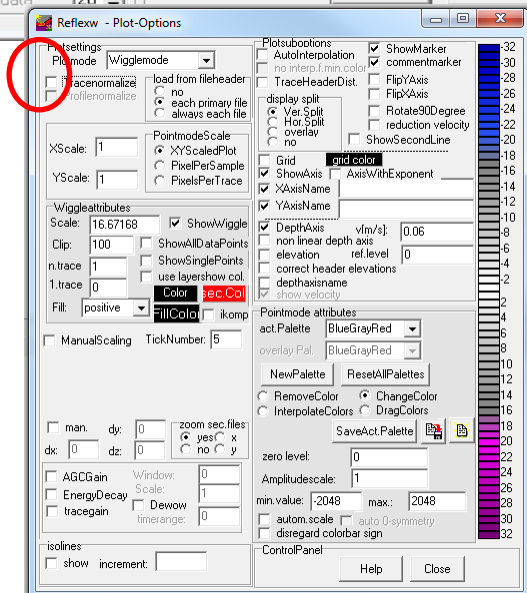 Reflexw - Plot-Options
Plotsettings
Plotmode Wigglemode
Tracenormalize
Profilenormalize
load from fileheader
no
each primary file
always each file
XScale: 1
YScale: 1
PointmodeScale
XYScaledPlot
PixelPerSample
PixelsPerTrace
Wiggleattributes
Scale: 16.67168 ShowWiggle
Clip: 100 ShowAllDataPoints
n.trace 1 ShowSinglePoints
1.trace 0 use layershow col.
Color sec.Col
Fill: positive FillColor ikomp
ManualScaling TickNumber: 5
man. dy: 0
dx: 0 dz: 0
zoom sec.files
yes x
no y
AGCGain Window: 0
EnergyDecay Scale: 1
tracegain Dewow
timerange: 0
isolines
show increment:
Plotsuboptions
AutoInterpolation ShowMarker
no interp.f.min.color commentmarker
TraceHeaderDist. FlipYAxis
FlipXAxis
display split
Ver.Split
Hor.Split
overlay
no
Rotate90Degree
reduction velocity
ShowSecondLine
Grid grid color
ShowAxis AxisWithExponent
XAxisName
YAxisName
DepthAxis v[m/s]: 0.06
non linear depth axis
elevation ref.level 0
correct header elevations
depthaxisname
show velocity
Pointmode attributes
act.Palette BlueGrayRed
overlay Pal. BlueGrayRed
NewPalette ResetAllPalettes
RemoveColor ChangeColor
InterpolateColors DragColors
SaveAct.Palette
zero level: 0
Amplitudescale: 1
min.value: -2048 max.: 2048
autom.scale auto 0-symmetry
disregard colorbar sign
ControlPanel
Help Close
-32
-30
-28
-26
-24
-22
-20
-18
-16
-14
-12
-10
-8
-6
-4
-2
2
4
6
8
10
12
14
16
18
20
22
24
26
28
30
32